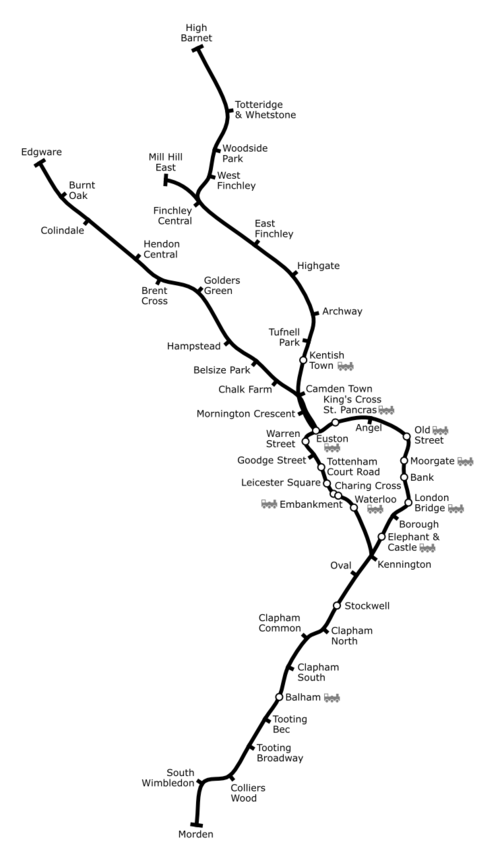 High
Barnet
Totteridge
& Whetstone
Woodside
Park
Edgware
Mill Hill
East
West
Finchley
Burnt
Oak
Finchley
Central
Colindale
East
Finchley
Hendon
Central
Highgate
Brent
Cross
Golders
Green
Archway
Tufnell
Park
Hampstead
Kentish
Town
Belsize Park
Chalk Farm
Camden Town
King's Cross
St. Pancras
Mornington Crescent
Angel
Old
Street
Warren
Street
Euston
Goodge Street
Tottenham
Court Road
Moorgate
Leicester Square
Charing Cross
Bank
Embankment
Waterloo
London
Bridge
Borough
Elephant &
Castle
Oval
Kennington
Stockwell
Clapham
Common
Clapham
North
Clapham
South
Balham
Tooting
Bec
Tooting
Broadway
South
Wimbledon
Colliers
Wood
Morden